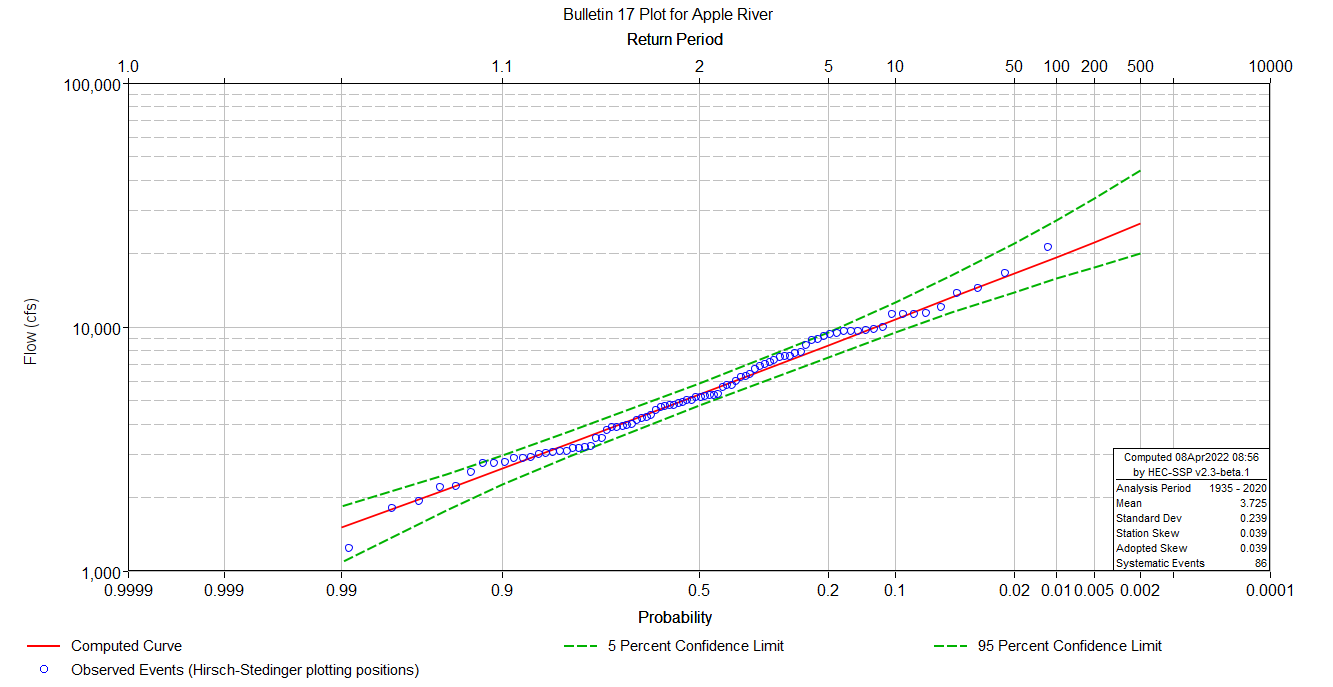 Bulletin 17 Plot for Apple River
Return Period
1.0 1.1 2 5 10 50 100 200 500 10000
100,000
10,000
1,000
Flow (cfs)
Computed 08Apr2022 08:56
by HEC-SSP v2.3-beta.1
Analysis Period 1935 - 2020
Mean 3.725
Standard Dev 0.239
Station Skew 0.039
Adopted Skew 0.039
Systematic Events 86
0.9999 0.999 0.99 0.9 0.5 0.2 0.1 0.02 0.01 0.005 0.002 0.0001
Probability
Computed Curve 5 Percent Confidence Limit 95 Percent Confidence Limit
Observed Events (Hirsch-Stedinger plotting positions)